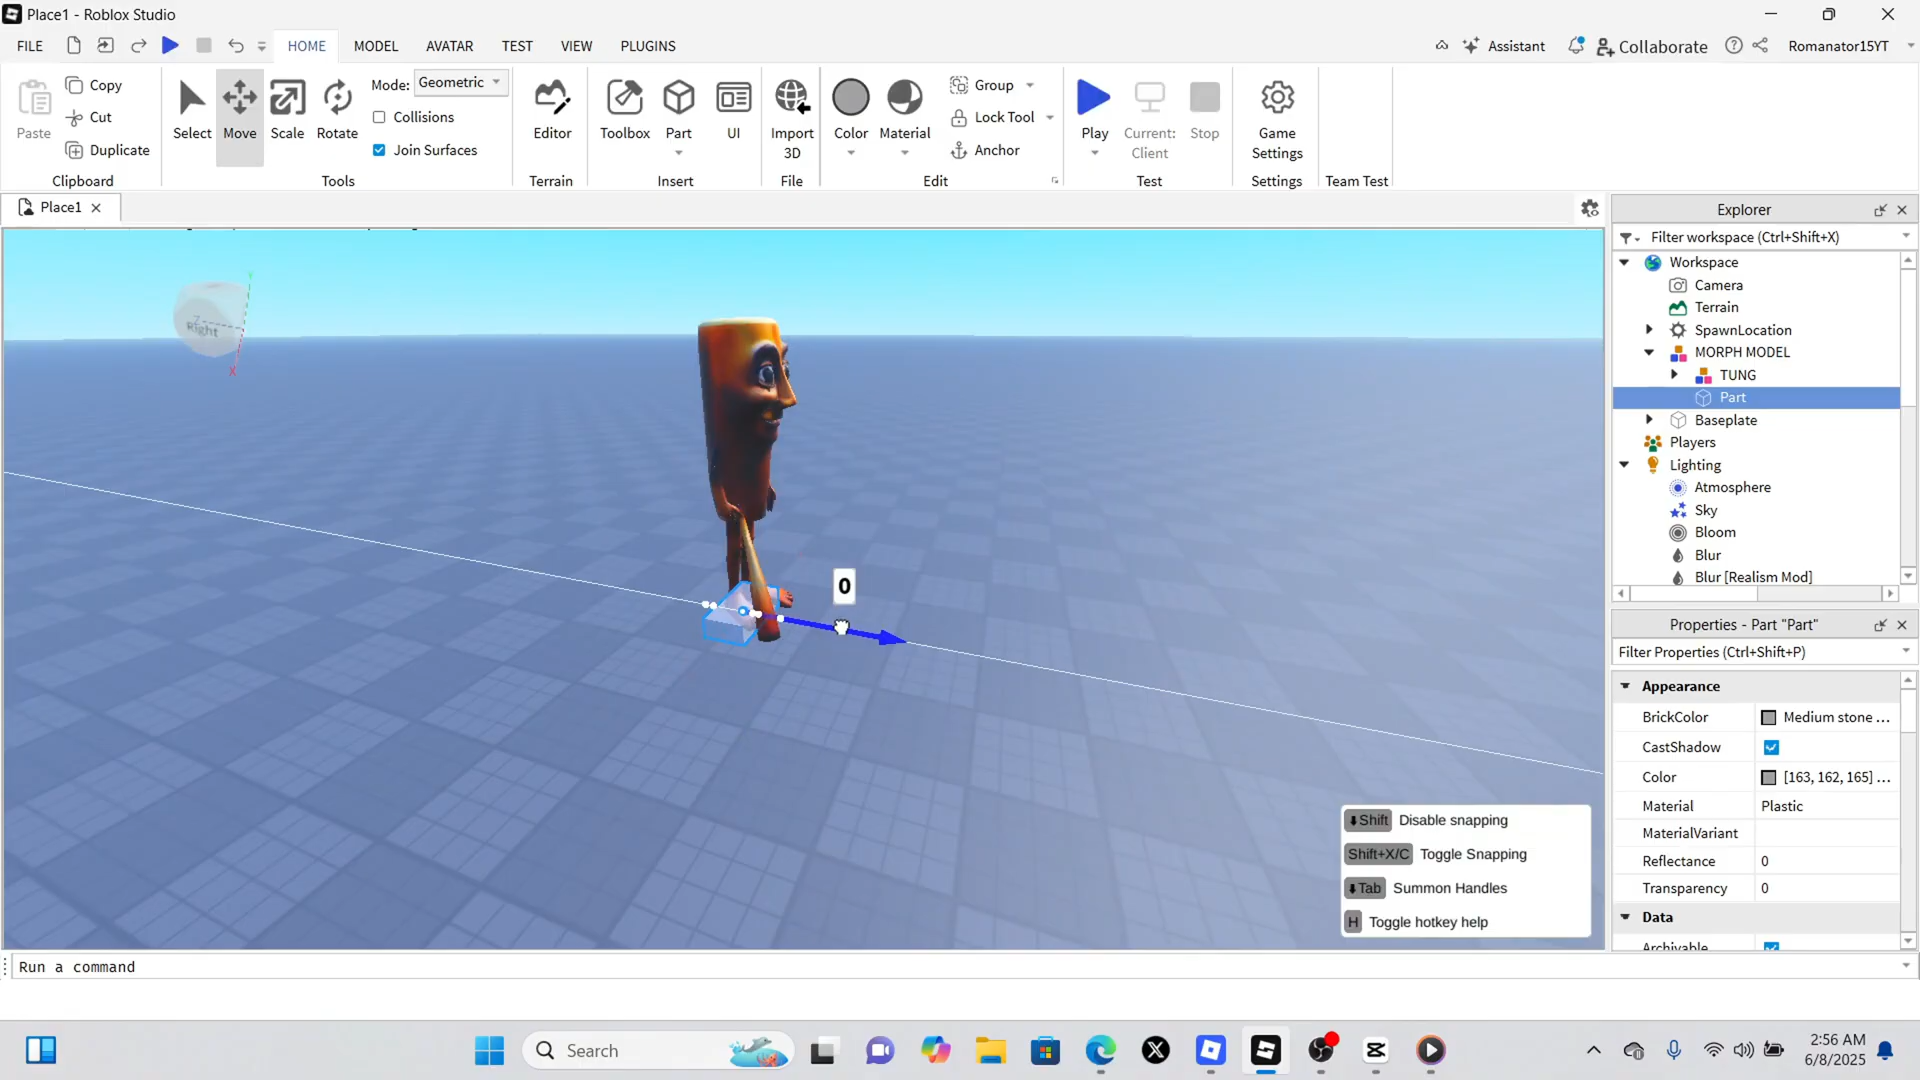 Place1 - Roblox Studio
FILE
HOME
MODEL
AVATAR
TEST
VIEW
PLUGINS
Assistant
Collaborate
Romanator15YT
Paste
Copy
Cut
Duplicate
Clipboard
Select
Move
Scale
Rotate
Mode: Geometric
Collisions
Join Surfaces
Tools
Editor
Terrain
Toolbox
Part
UI
Insert
Import
3D
File
Color
Material
Group
Lock Tool
Anchor
Edit
Play
Current:
Client
Stop
Test
Game
Settings
Settings
Team Test
Place1
Right
Z
Y
X
0
Shift Disable snapping
Shift+X/C Toggle Snapping
Tab Summon Handles
H Toggle hotkey help
Explorer
Filter workspace (Ctrl+Shift+X)
Workspace
Camera
Terrain
SpawnLocation
MORPH MODEL
TUNG
Part
Baseplate
Players
Lighting
Atmosphere
Sky
Bloom
Blur
Blur [Realism Mod]
Properties - Part "Part"
Filter Properties (Ctrl+Shift+P)
Appearance
BrickColor Medium stone ...
CastShadow
Color [163, 162, 165] ...
Material Plastic
MaterialVariant
Reflectance 0
Transparency 0
Data
Archivable
Run a command
Search
2:56 AM
6/8/2025